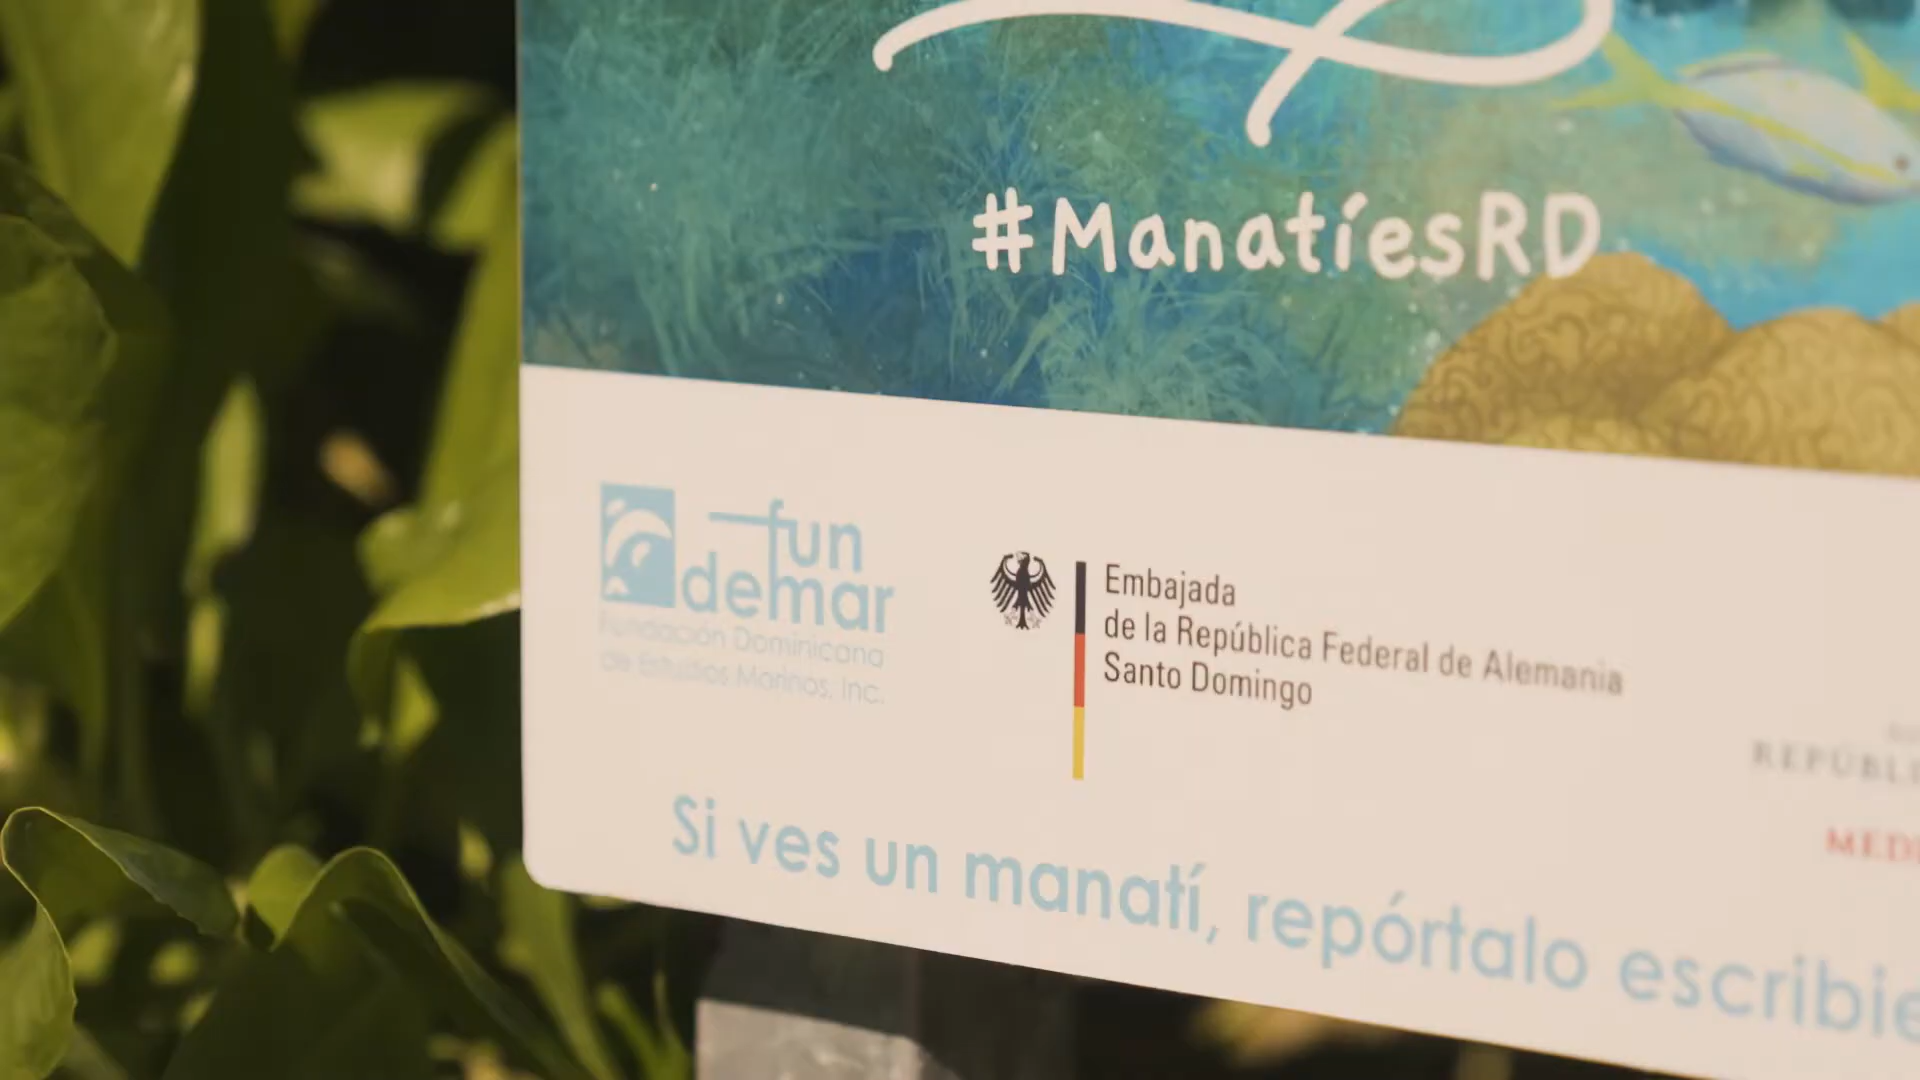 #ManatíesRD
fun
demar
Fundación Dominicana
de Estudios Marinos, Inc.
Embajada
de la República Federal de Alemania
Santo Domingo
Si ves un manatí, repórtalo